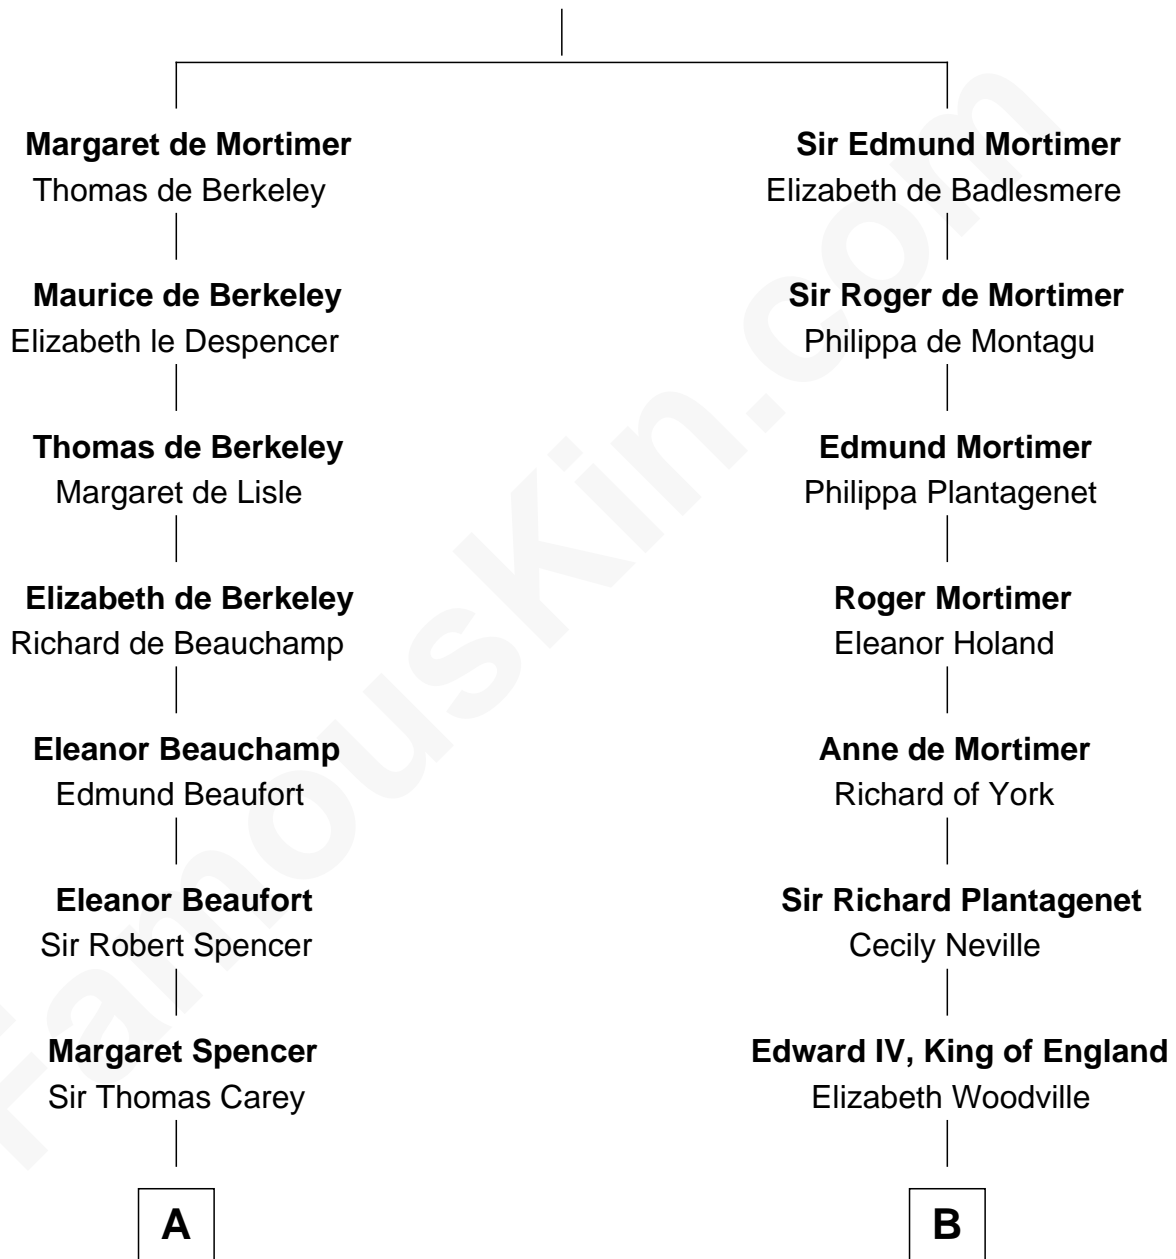 Margaret de Mortimer
Thomas de Berkeley
Maurice de Berkeley
Elizabeth le Despencer
Thomas de Berkeley
Margaret de Lisle
Elizabeth de Berkeley
Richard de Beauchamp
Eleanor Beauchamp
Edmund Beaufort
Eleanor Beaufort
Sir Robert Spencer
Margaret Spencer
Sir Thomas Carey
A
Sir Edmund Mortimer
Elizabeth de Badlesmere
Sir Roger de Mortimer
Philippa de Montagu
Edmund Mortimer
Philippa Plantagenet
Roger Mortimer
Eleanor Holand
Anne de Mortimer
Richard of York
Sir Richard Plantagenet
Cecily Neville
Edward IV, King of England
Elizabeth Woodville
B
FamousKin.com